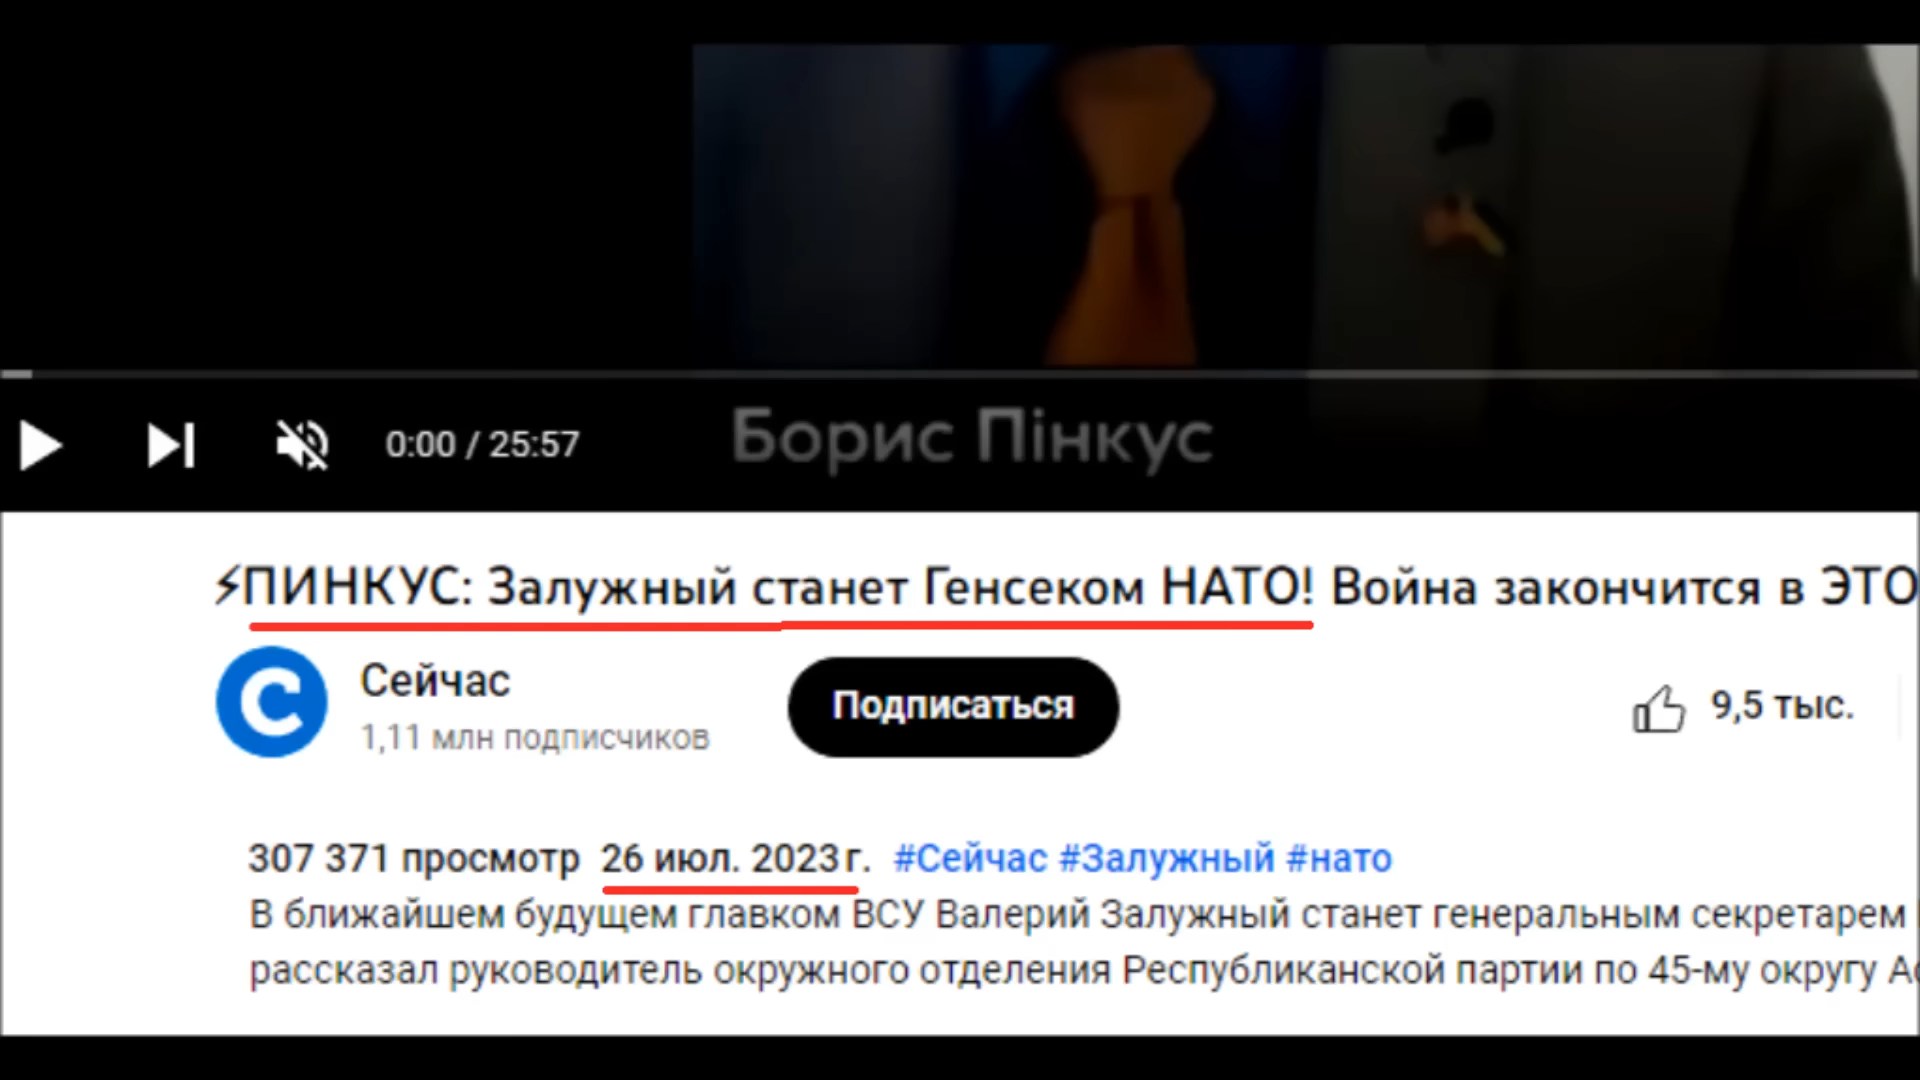 0:00 / 25:57
Борис Пінкус
⚡ПИНКУС: Залужный станет Генсеком НАТО! Война закончится в ЭТО
Сейчас
1,11 млн подписчиков
Подписаться
9,5 тыс.
307 371 просмотр 26 июл. 2023 г. #Сейчас #Залужный #нато
В ближайшем будущем главком ВСУ Валерий Залужный станет генеральным секретарем
рассказал руководитель окружного отделения Республиканской партии по 45-му округу